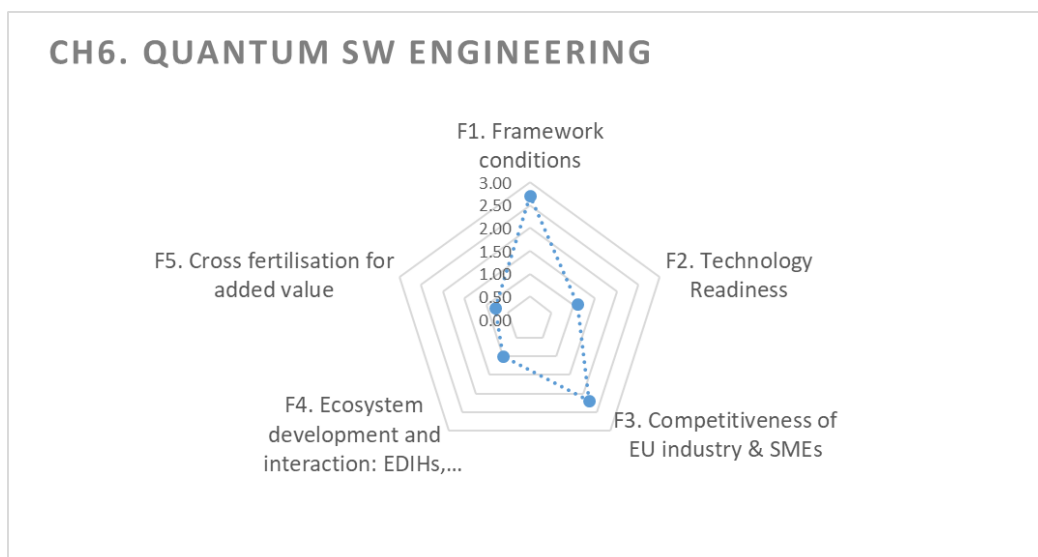 CH6. QUANTUM SW ENGINEERING
F1. Framework
conditions
3.00
2.50
2.00
1.50
1.00
0.50
0.00
F2. Technology
Readiness
F3. Competitiveness of
EU industry & SMEs
F4. Ecosystem
development and
interaction: EDIHs,...
F5. Cross fertilisation for
added value